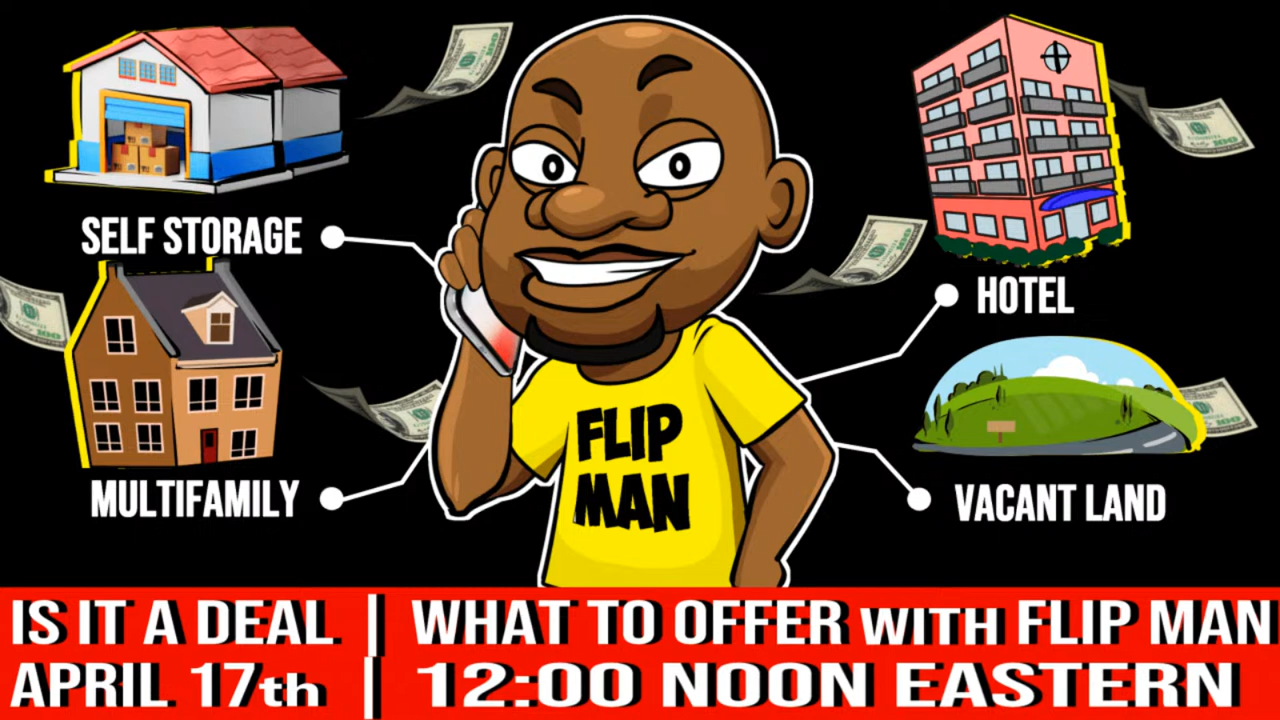 SELF STORAGE
HOTEL
FLIP
MAN
MULTIFAMILY
VACANT LAND
IS IT A DEAL | WHAT TO OFFER WITH FLIP MAN
APRIL 17th | 12:00 NOON EASTERN